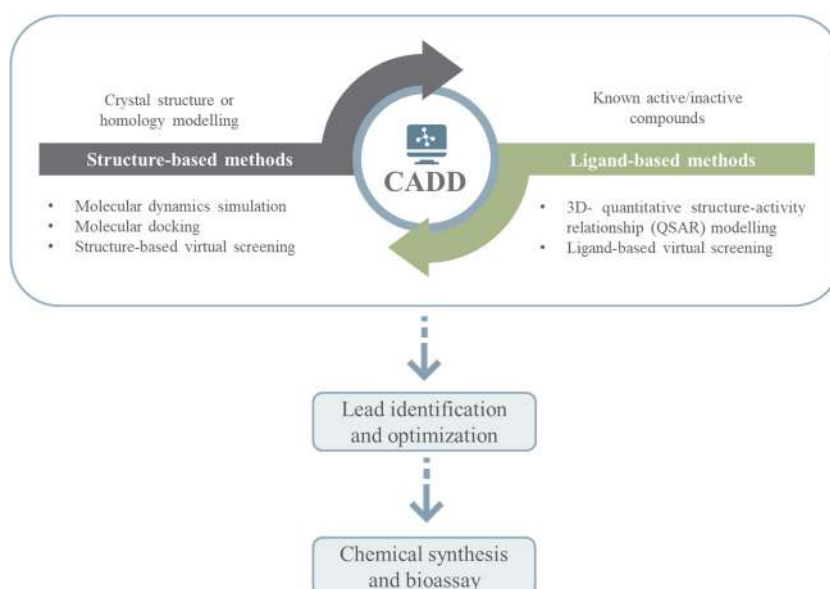 Crystal structure or
homology modelling
Structure-based methods
• Molecular dynamics simulation
• Molecular docking
• Structure-based virtual screening
CADD
Known active/inactive
compounds
Ligand-based methods
• 3D- quantitative structure-activity
relationship (QSAR) modelling
• Ligand-based virtual screening
Lead identification
and optimization
Chemical synthesis
and bioassay